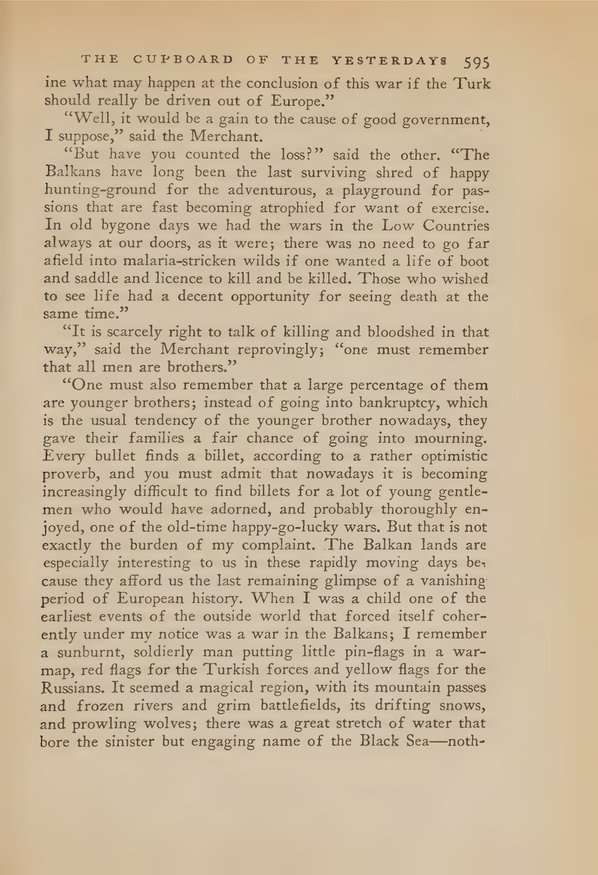 THE CUPBOARD OF THE YESTERDAYS 595
ine what may happen at the conclusion of this war if the Turk
should really be driven out of Europe.”
“Well, it would be a gain to the cause of good government,
I suppose,” said the Merchant.
“But have you counted the loss?” said the other. “The
Balkans have long been the last surviving shred of happy
hunting-ground for the adventurous, a playground for pas-
sions that are fast becoming atrophied for want of exercise.
In old bygone days we had the wars in the Low Countries
always at our doors, as it were; there was no need to go far
afield into malaria-stricken wilds if one wanted a life of boot
and saddle and licence to kill and be killed. Those who wished
to see life had a decent opportunity for seeing death at the
same time.”
“It is scarcely right to talk of killing and bloodshed in that
way,” said the Merchant reprovingly; “one must remember
that all men are brothers.”
“One must also remember that a large percentage of them
are younger brothers; instead of going into bankruptcy, which
is the usual tendency of the younger brother nowadays, they
gave their families a fair chance of going into mourning.
Every bullet finds a billet, according to a rather optimistic
proverb, and you must admit that nowadays it is becoming
increasingly difficult to find billets for a lot of young gentle-
men who would have adorned, and probably thoroughly en-
joyed, one of the old-time happy-go-lucky wars. But that is not
exactly the burden of my complaint. The Balkan lands are
especially interesting to us in these rapidly moving days be-
cause they afford us the last remaining glimpse of a vanishing
period of European history. When I was a child one of the
earliest events of the outside world that forced itself coher-
ently under my notice was a war in the Balkans; I remember
a sunburnt, soldierly man putting little pin-flags in a war-
map, red flags for the Turkish forces and yellow flags for the
Russians. It seemed a magical region, with its mountain passes
and frozen rivers and grim battlefields, its drifting snows,
and prowling wolves; there was a great stretch of water that
bore the sinister but engaging name of the Black Sea—noth-